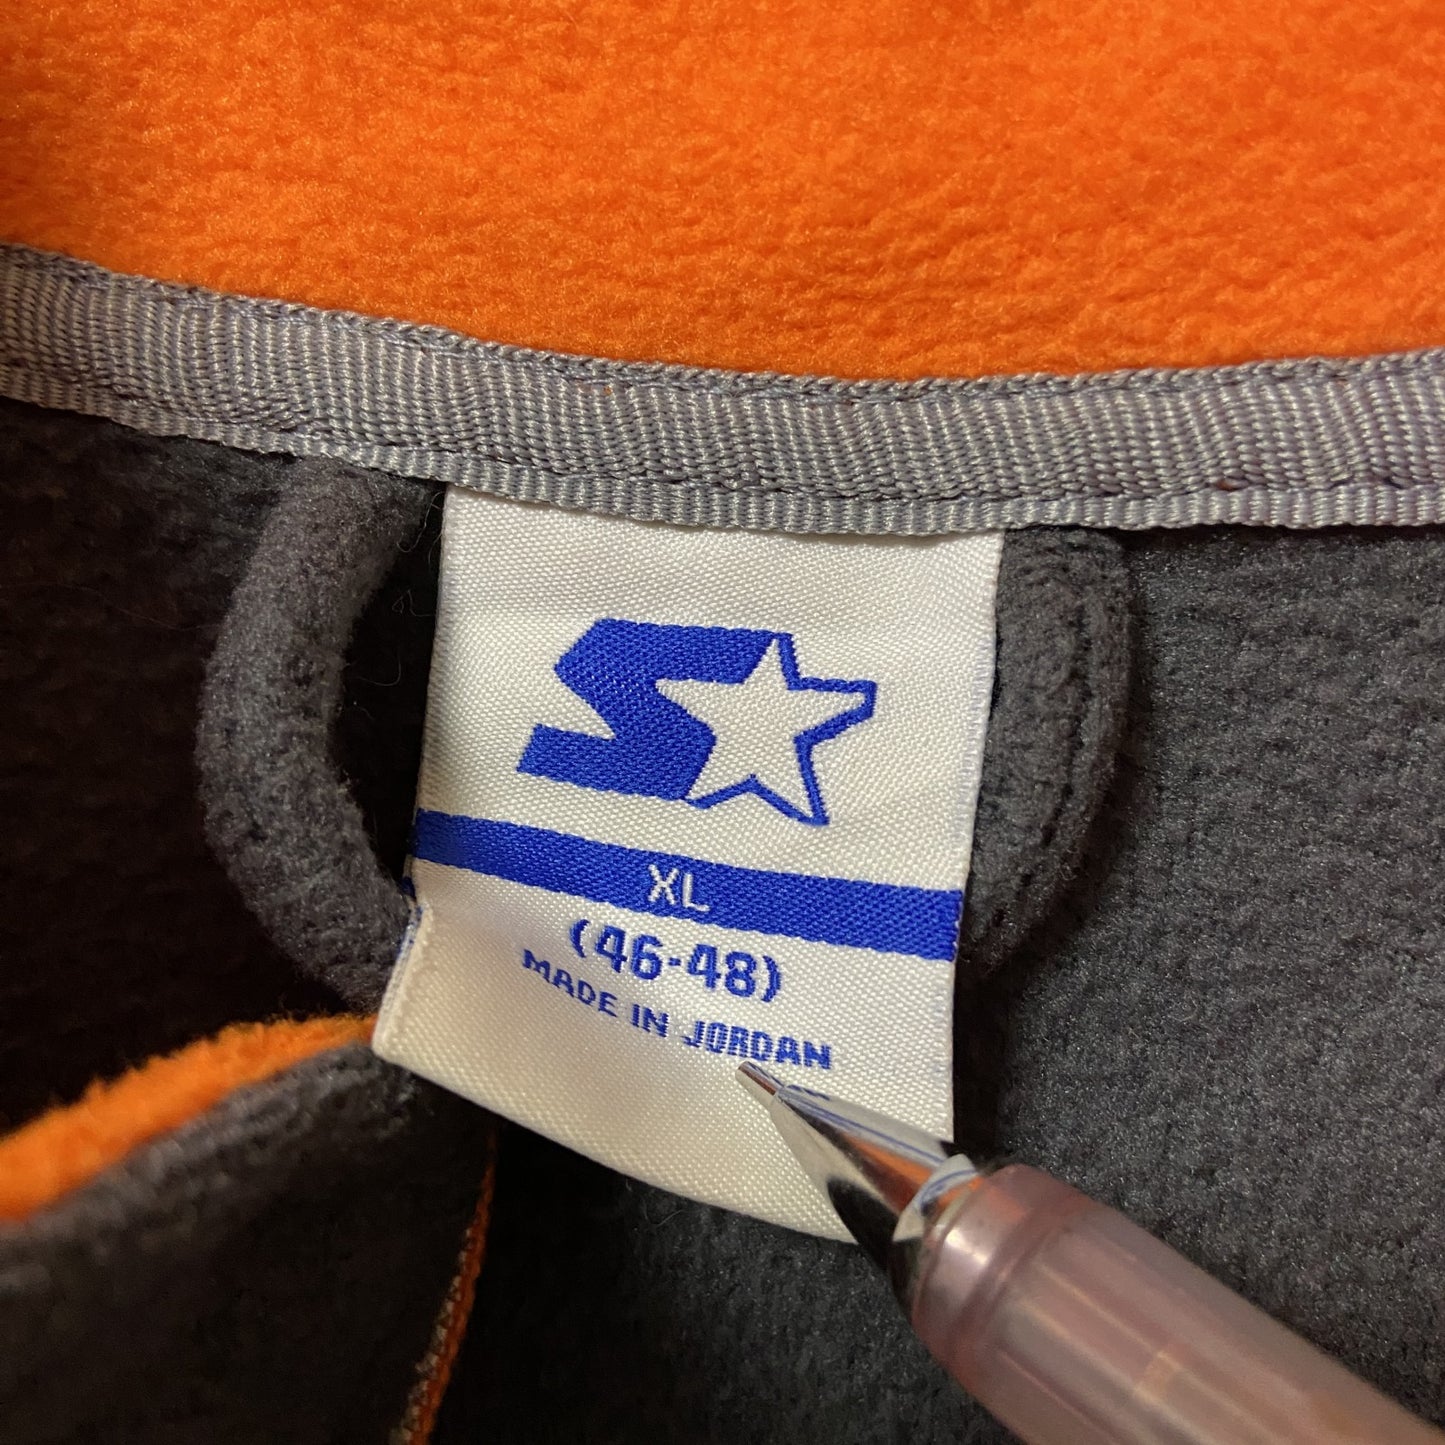 XL
(46-48)
MADE IN JORDAN